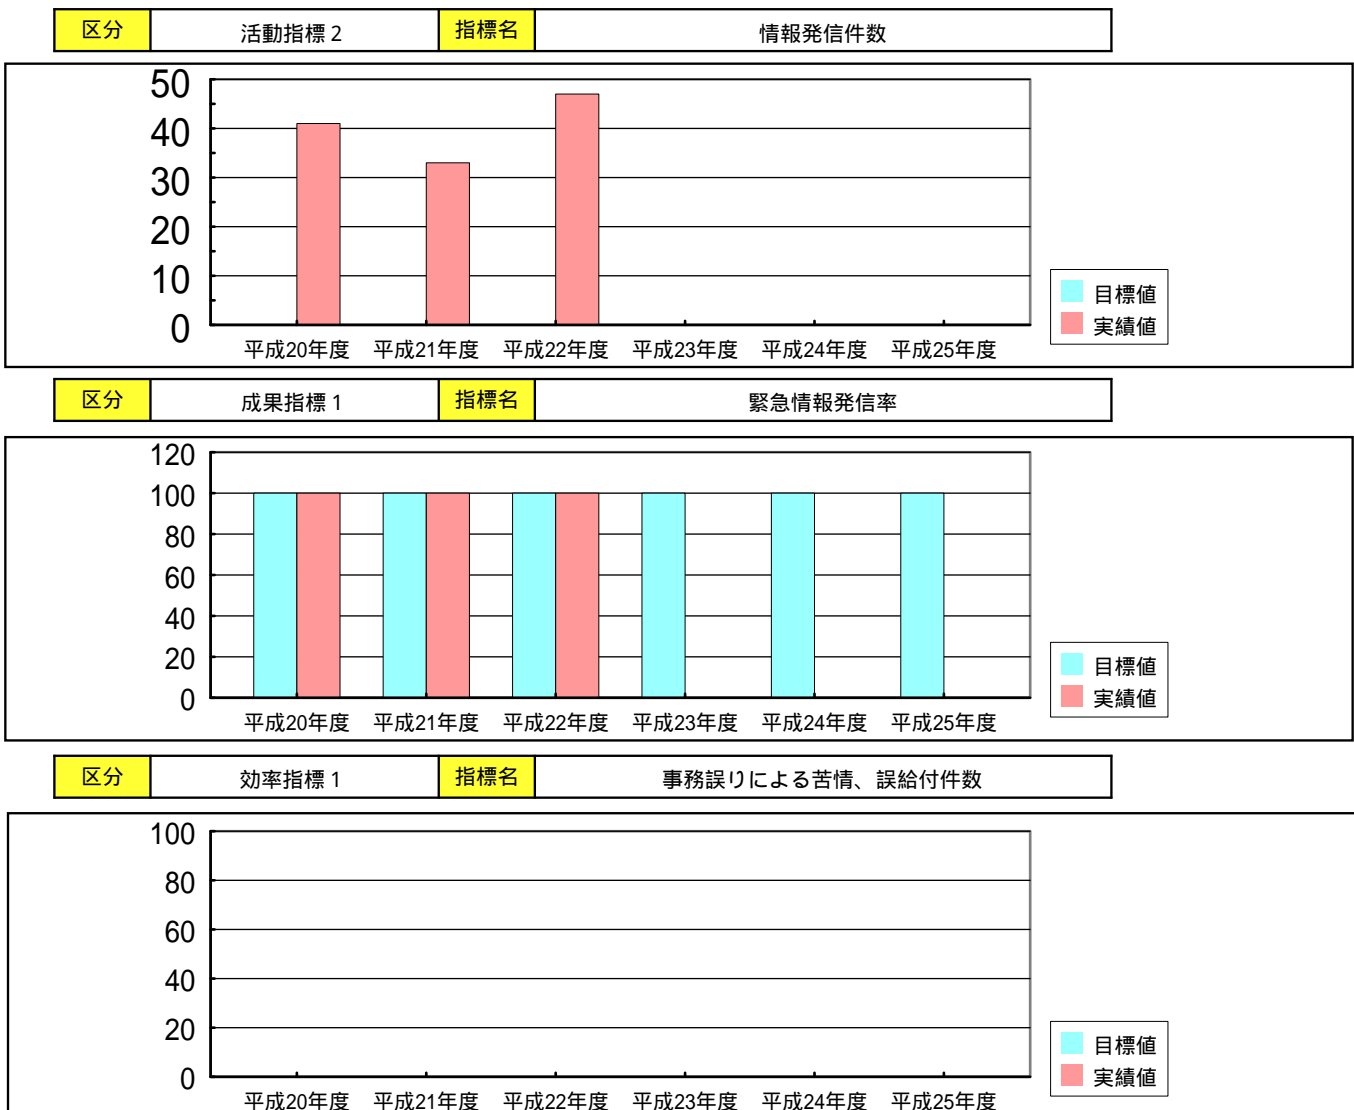 区分 活動指標2 指標名 情報発信件数
50
40
30
20
10
0
平成20年度 平成21年度 平成22年度 平成23年度 平成24年度 平成25年度
目標値
実績値
区分 成果指標1 指標名 緊急情報発信率
120
100
80
60
40
20
0
平成20年度 平成21年度 平成22年度 平成23年度 平成24年度 平成25年度
目標値
実績値
区分 効率指標1 指標名 事務誤りによる苦情、誤給付件数
100
80
60
40
20
0
平成20年度 平成21年度 平成22年度 平成23年度 平成24年度 平成25年度
目標値
実績値